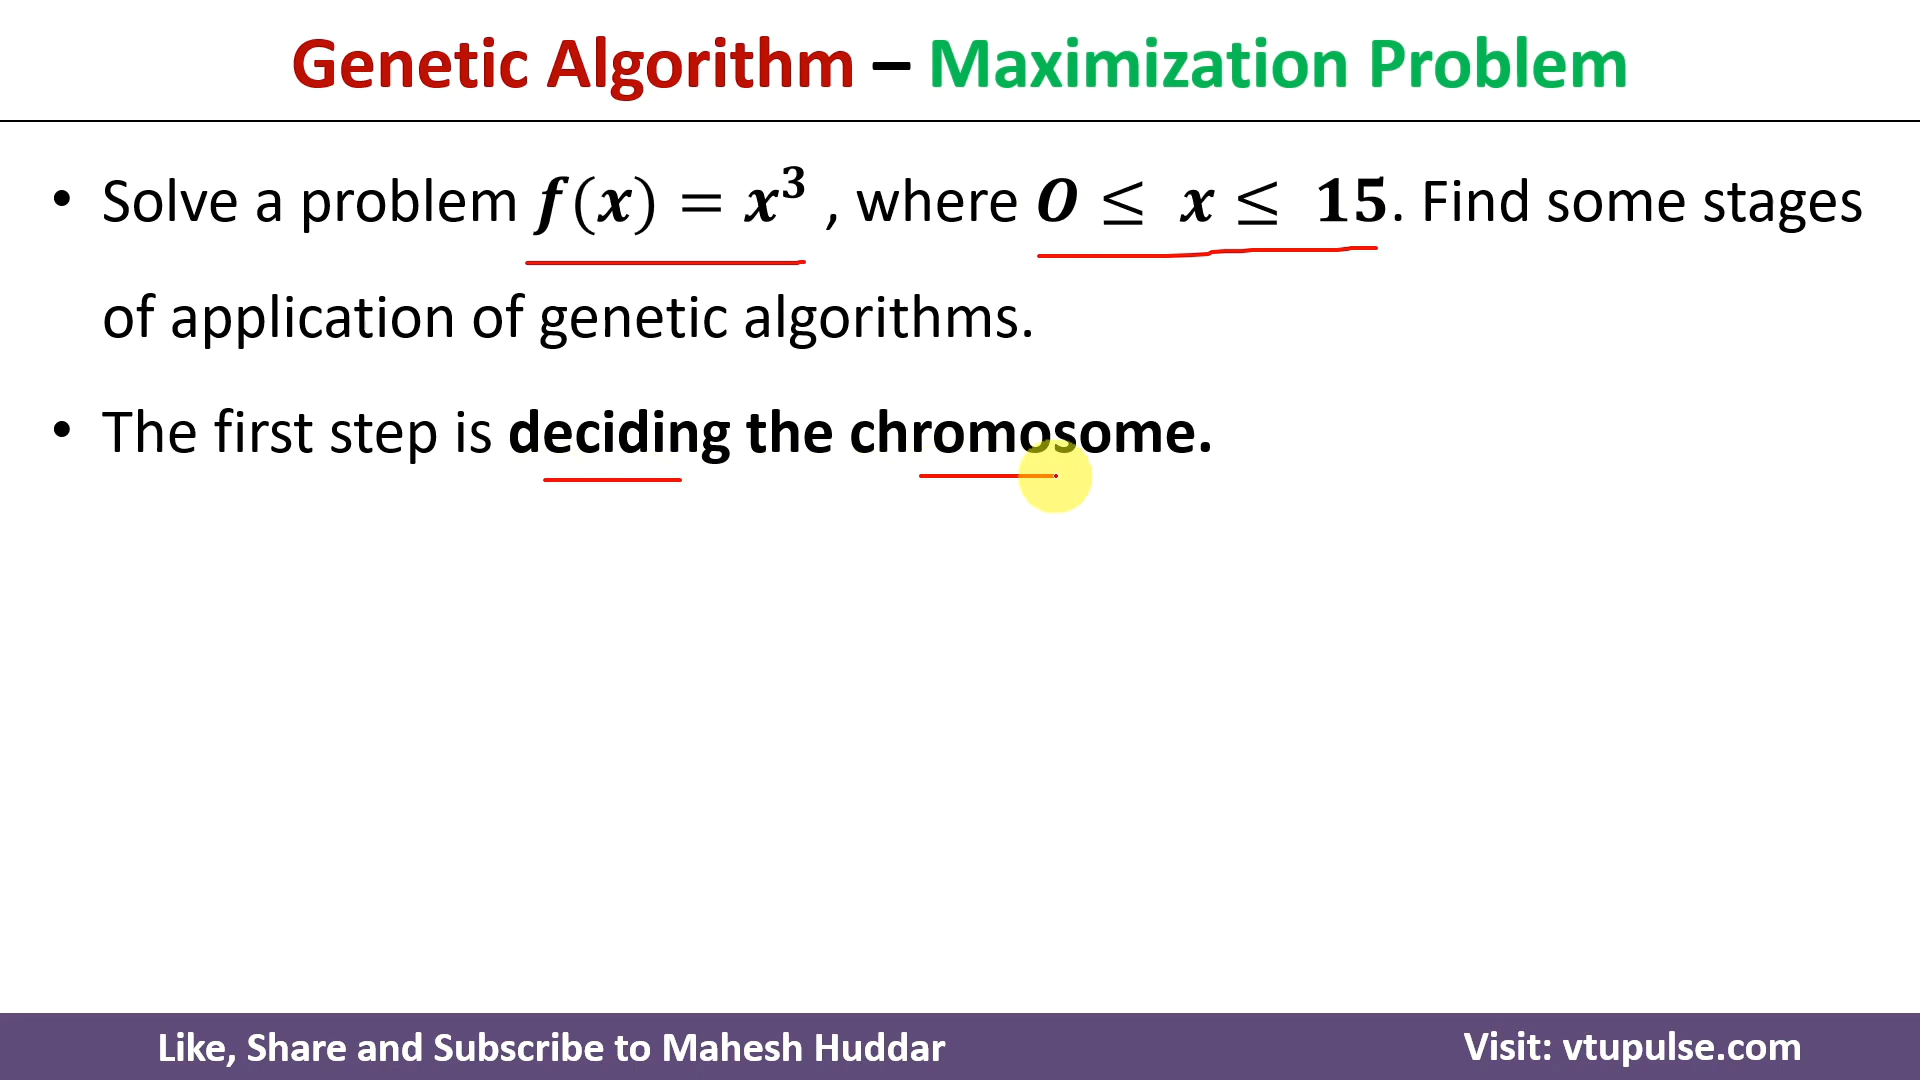 Genetic Algorithm – Maximization Problem
• Solve a problem f(x) = x³ , where O ≤ x ≤ 15. Find some stages
of application of genetic algorithms.
• The first step is deciding the chromosome.
Like, Share and Subscribe to Mahesh Huddar
Visit: vtupulse.com